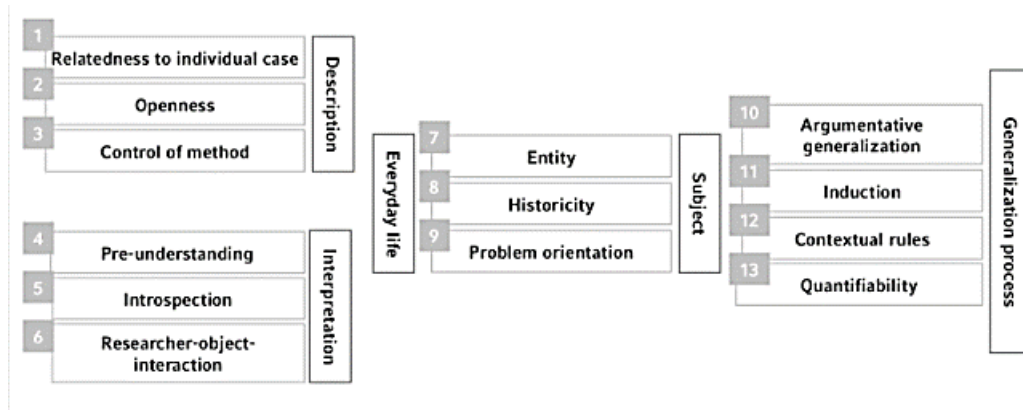 1
Relatedness to individual case
2
Openness
3
Control of method
Description
4
Pre-understanding
5
Introspection
6
Researcher-object-
interaction
Interpretation
Everyday life
7
Entity
8
Historicity
9
Problem orientation
Subject
10
Argumentative
generalization
11
Induction
12
Contextual rules
13
Quantifiability
Generalization process